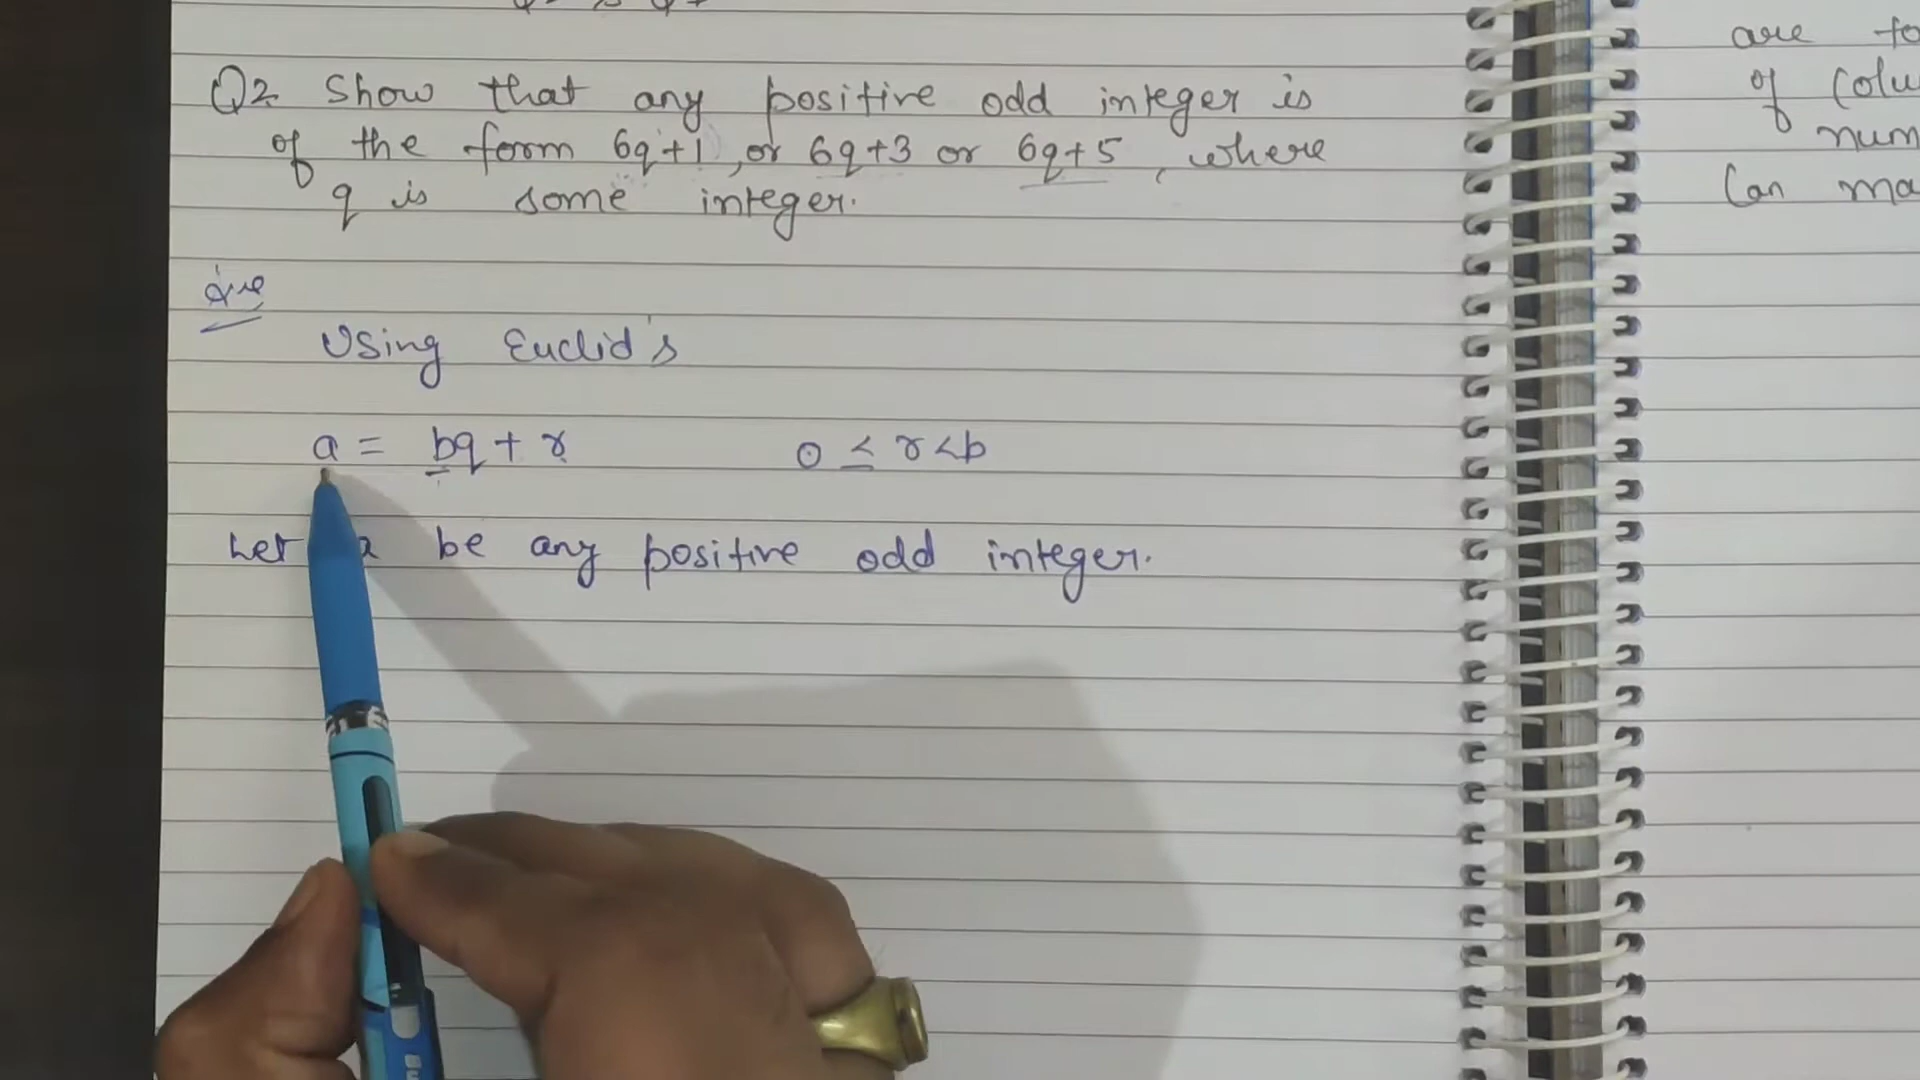 Q2 Show that any positive odd integer is
of the form 6q+1, or 6q+3 or 6q+5, where
q is some integer.
Using Euclid's
a = bq + r 0 ≤ r < b
Let a be any positive odd integer.
are
of
Can